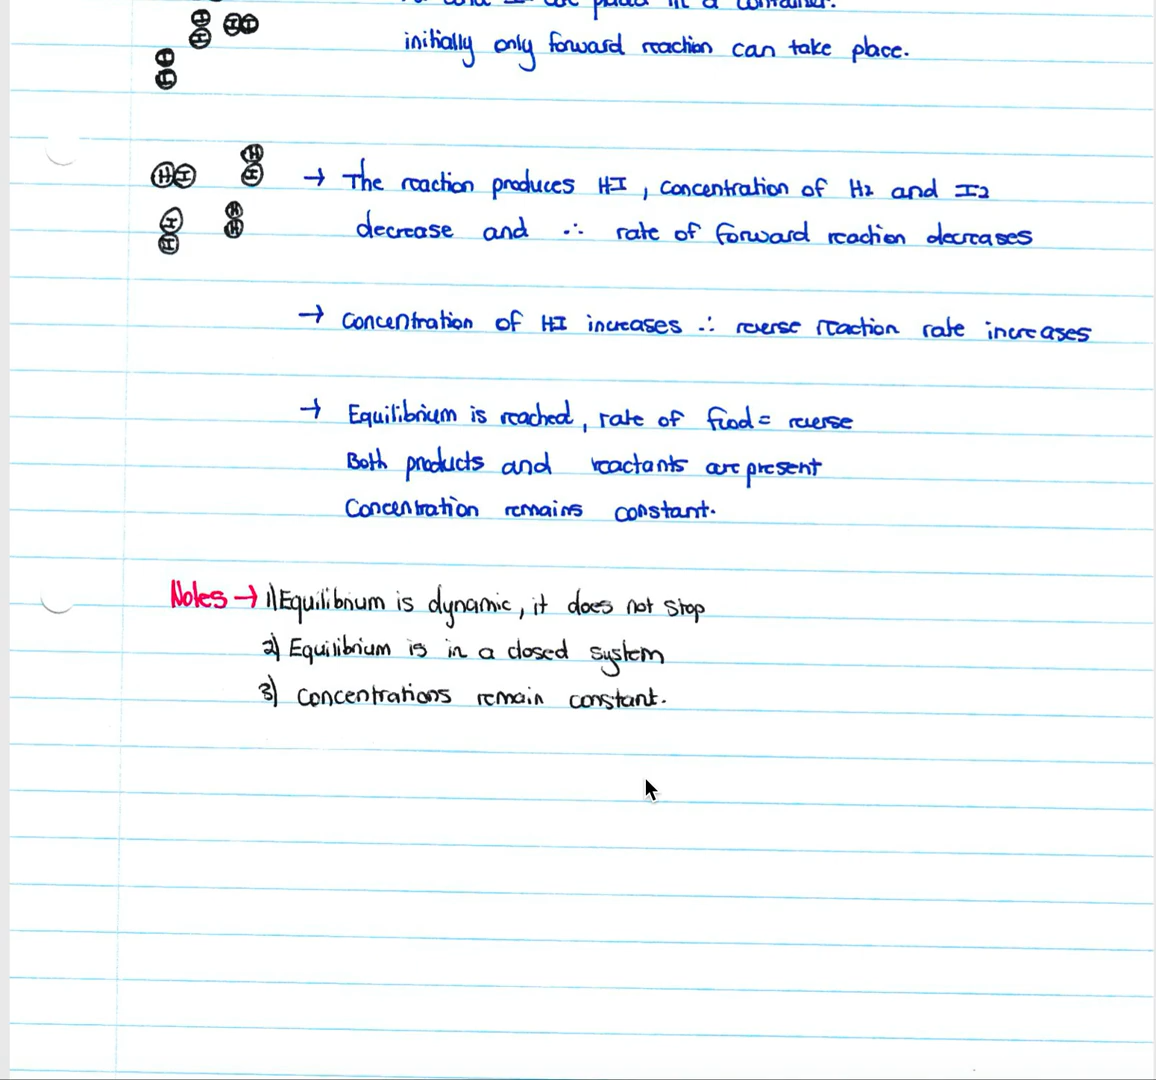 placed in a container.
initially only forward reaction can take place.
→ The reaction produces HI, concentration of H2 and I2
decrease and ∴ rate of forward reaction decreases
→ concentration of HI increases ∴ reverse reaction rate increases
→ Equilibrium is reached, rate of fwd = reverse
Both products and reactants are present
Concentration remains constant.
Notes → 1) Equilibrium is dynamic, it does not stop
2) Equilibrium is in a closed system
3) Concentrations remain constant.
H I
H I
I I
H H